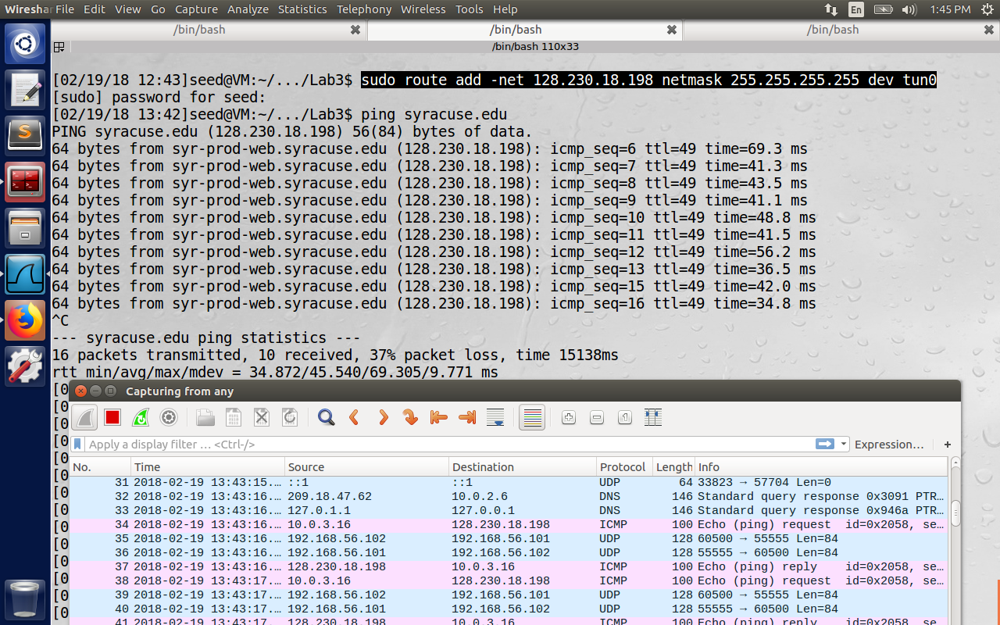 Wireshar File Edit View Go Capture Analyze Statistics Telephony Wireless Tools Help En 1:45 PM
/bin/bash /bin/bash /bin/bash
/bin/bash 110x33
[02/19/18 12:43]seed@VM:~/.../Lab3$ sudo route add -net 128.230.18.198 netmask 255.255.255.255 dev tun0
[sudo] password for seed:
[02/19/18 13:42]seed@VM:~/.../Lab3$ ping syracuse.edu
PING syracuse.edu (128.230.18.198) 56(84) bytes of data.
64 bytes from syr-prod-web.syracuse.edu (128.230.18.198): icmp_seq=6 ttl=49 time=69.3 ms
64 bytes from syr-prod-web.syracuse.edu (128.230.18.198): icmp_seq=7 ttl=49 time=41.3 ms
64 bytes from syr-prod-web.syracuse.edu (128.230.18.198): icmp_seq=8 ttl=49 time=43.5 ms
64 bytes from syr-prod-web.syracuse.edu (128.230.18.198): icmp_seq=9 ttl=49 time=41.1 ms
64 bytes from syr-prod-web.syracuse.edu (128.230.18.198): icmp_seq=10 ttl=49 time=48.8 ms
64 bytes from syr-prod-web.syracuse.edu (128.230.18.198): icmp_seq=11 ttl=49 time=41.5 ms
64 bytes from syr-prod-web.syracuse.edu (128.230.18.198): icmp_seq=12 ttl=49 time=56.2 ms
64 bytes from syr-prod-web.syracuse.edu (128.230.18.198): icmp_seq=13 ttl=49 time=36.5 ms
64 bytes from syr-prod-web.syracuse.edu (128.230.18.198): icmp_seq=15 ttl=49 time=42.0 ms
64 bytes from syr-prod-web.syracuse.edu (128.230.18.198): icmp_seq=16 ttl=49 time=34.8 ms
^C
--- syracuse.edu ping statistics ---
16 packets transmitted, 10 received, 37% packet loss, time 15138ms
rtt min/avg/max/mdev = 34.872/45.540/69.305/9.771 ms
[0 Capturing from any
[0
[0
[0 Apply a display filter ... <Ctrl-/> Expression… +
[0
[0 No. Time Source Destination Protocol Length Info
31 2018-02-19 13:43:15.… ::1 ::1 UDP 64 33823 → 57704 Len=0
[0 32 2018-02-19 13:43:16.… 209.18.47.62 10.0.2.6 DNS 146 Standard query response 0x3091 PTR…
[0 33 2018-02-19 13:43:16.… 127.0.1.1 127.0.0.1 DNS 146 Standard query response 0x946a PTR…
[0 34 2018-02-19 13:43:16.… 10.0.3.16 128.230.18.198 ICMP 100 Echo (ping) request id=0x2058, se…
[0 35 2018-02-19 13:43:16.… 192.168.56.102 192.168.56.101 UDP 128 60500 → 55555 Len=84
36 2018-02-19 13:43:16.… 192.168.56.101 192.168.56.102 UDP 128 55555 → 60500 Len=84
[0 37 2018-02-19 13:43:16.… 128.230.18.198 10.0.3.16 ICMP 100 Echo (ping) reply id=0x2058, se…
[0 38 2018-02-19 13:43:17.… 10.0.3.16 128.230.18.198 ICMP 100 Echo (ping) request id=0x2058, se…
[0 39 2018-02-19 13:43:17.… 192.168.56.102 192.168.56.101 UDP 128 60500 → 55555 Len=84
[0 40 2018-02-19 13:43:17.… 192.168.56.101 192.168.56.102 UDP 128 55555 → 60500 Len=84
41 2018-02-19 13:43:17.… 128.230.18.198 10.0.3.16 ICMP 100 Echo (ping) reply id=0x2058, se…